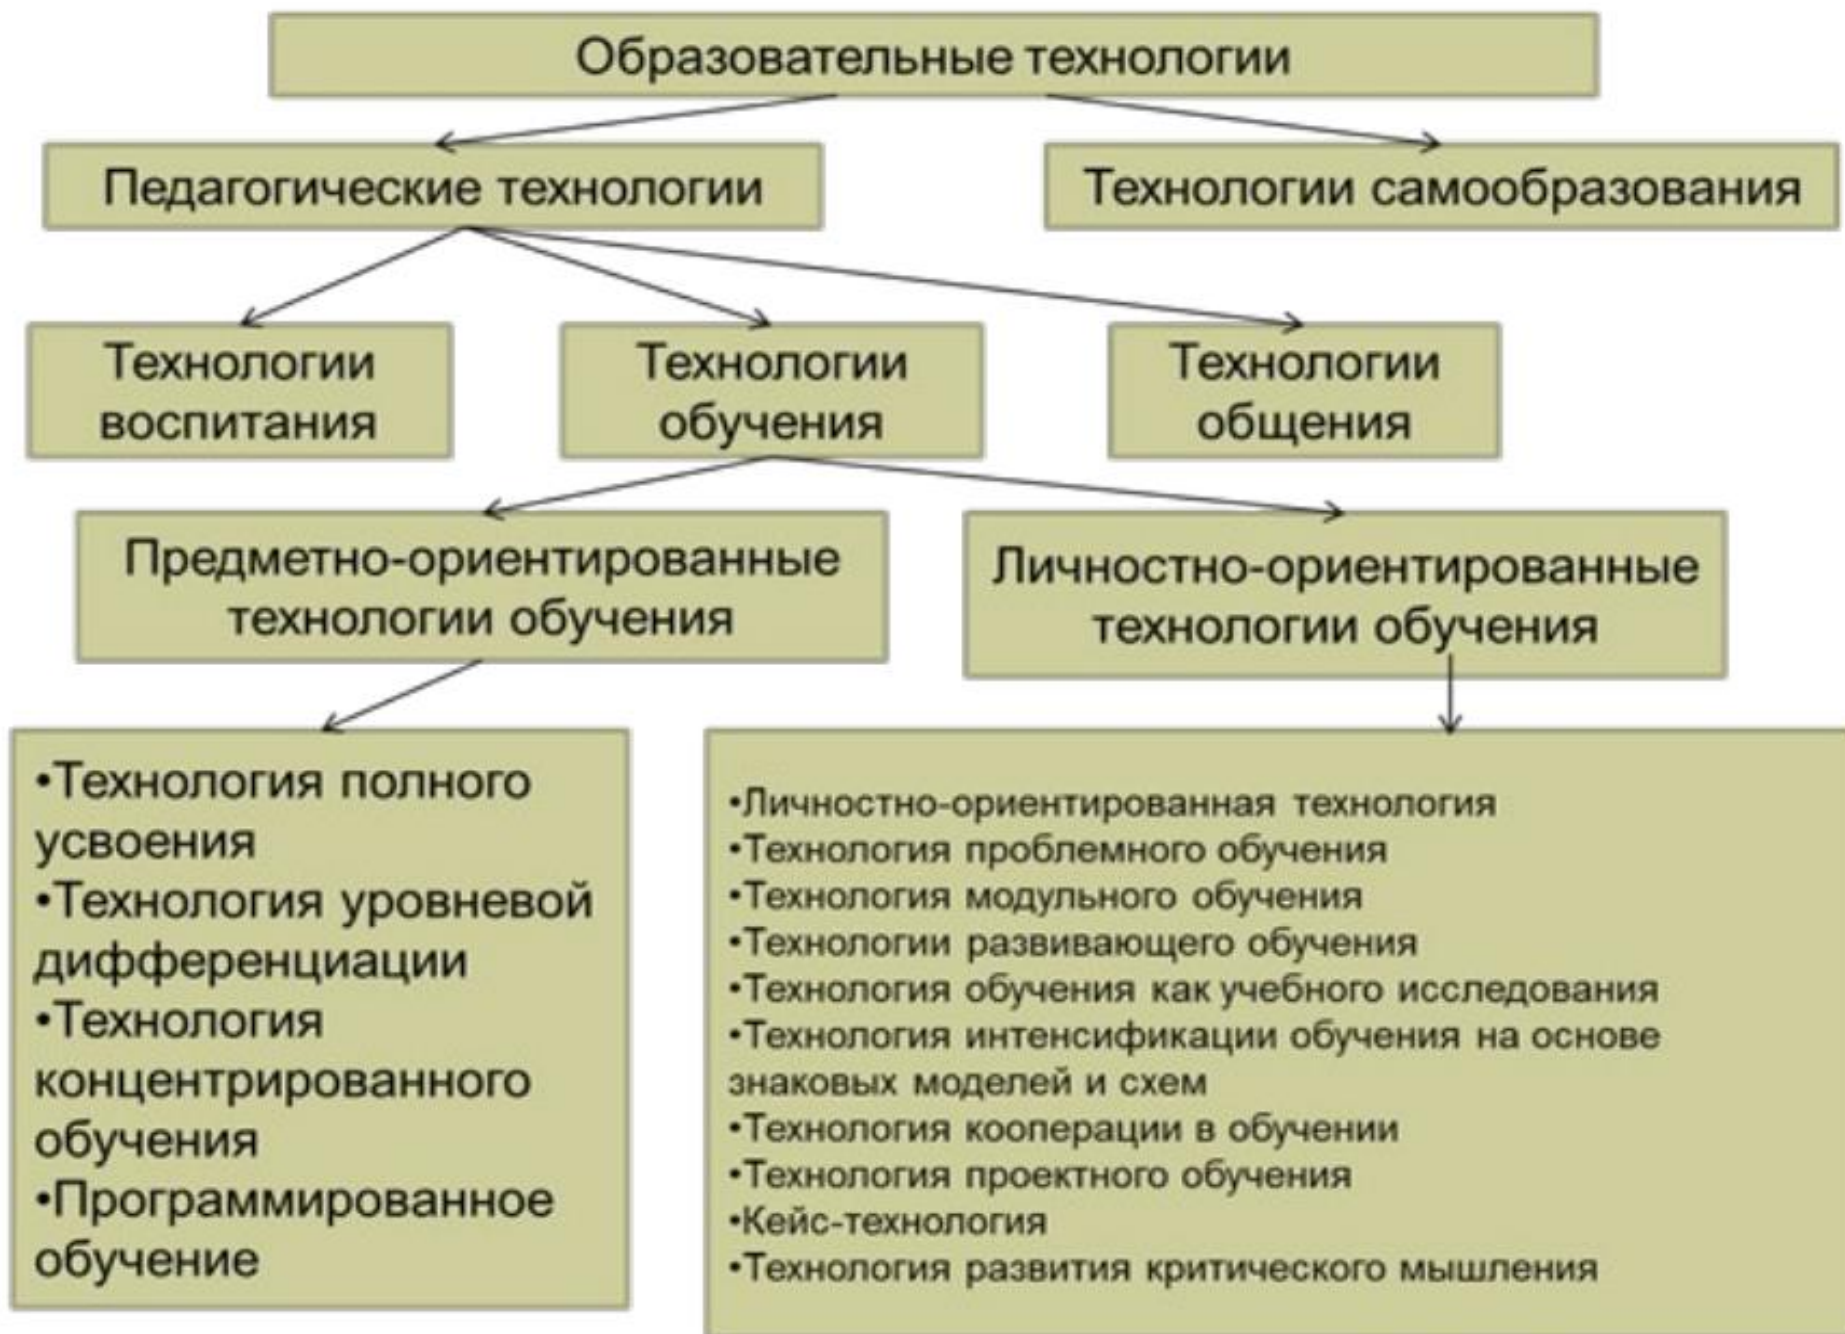 Образовательные технологии
Педагогические технологии
Технологии самообразования
Технологии
воспитания
Технологии
обучения
Технологии
общения
Предметно-ориентированные
технологии обучения
Личностно-ориентированные
технологии обучения
•Технология полного
усвоения
•Технология уровневой
дифференциации
•Технология
концентрированного
обучения
•Программированное
обучение
•Личностно-ориентированная технология
•Технология проблемного обучения
•Технология модульного обучения
•Технологии развивающего обучения
•Технология обучения как учебного исследования
•Технология интенсификации обучения на основе
знаковых моделей и схем
•Технология кооперации в обучении
•Технология проектного обучения
•Кейс-технология
•Технология развития критического мышления